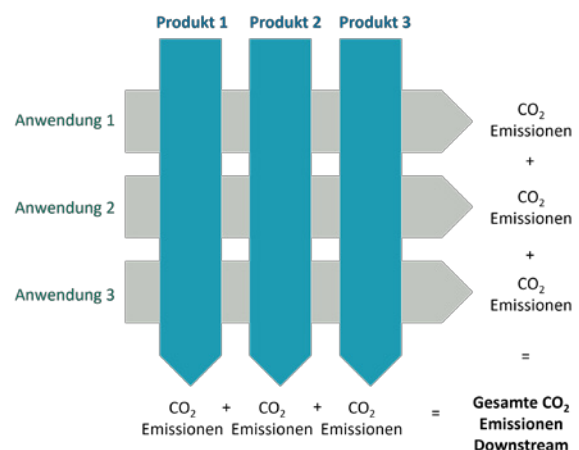 Produkt 1 Produkt 2 Produkt 3
Anwendung 1
CO₂
Emissionen
+
Anwendung 2
CO₂
Emissionen
+
Anwendung 3
CO₂
Emissionen
=
CO₂ + CO₂ + CO₂ =
Emissionen Emissionen Emissionen
Gesamte CO₂
Emissionen
Downstream